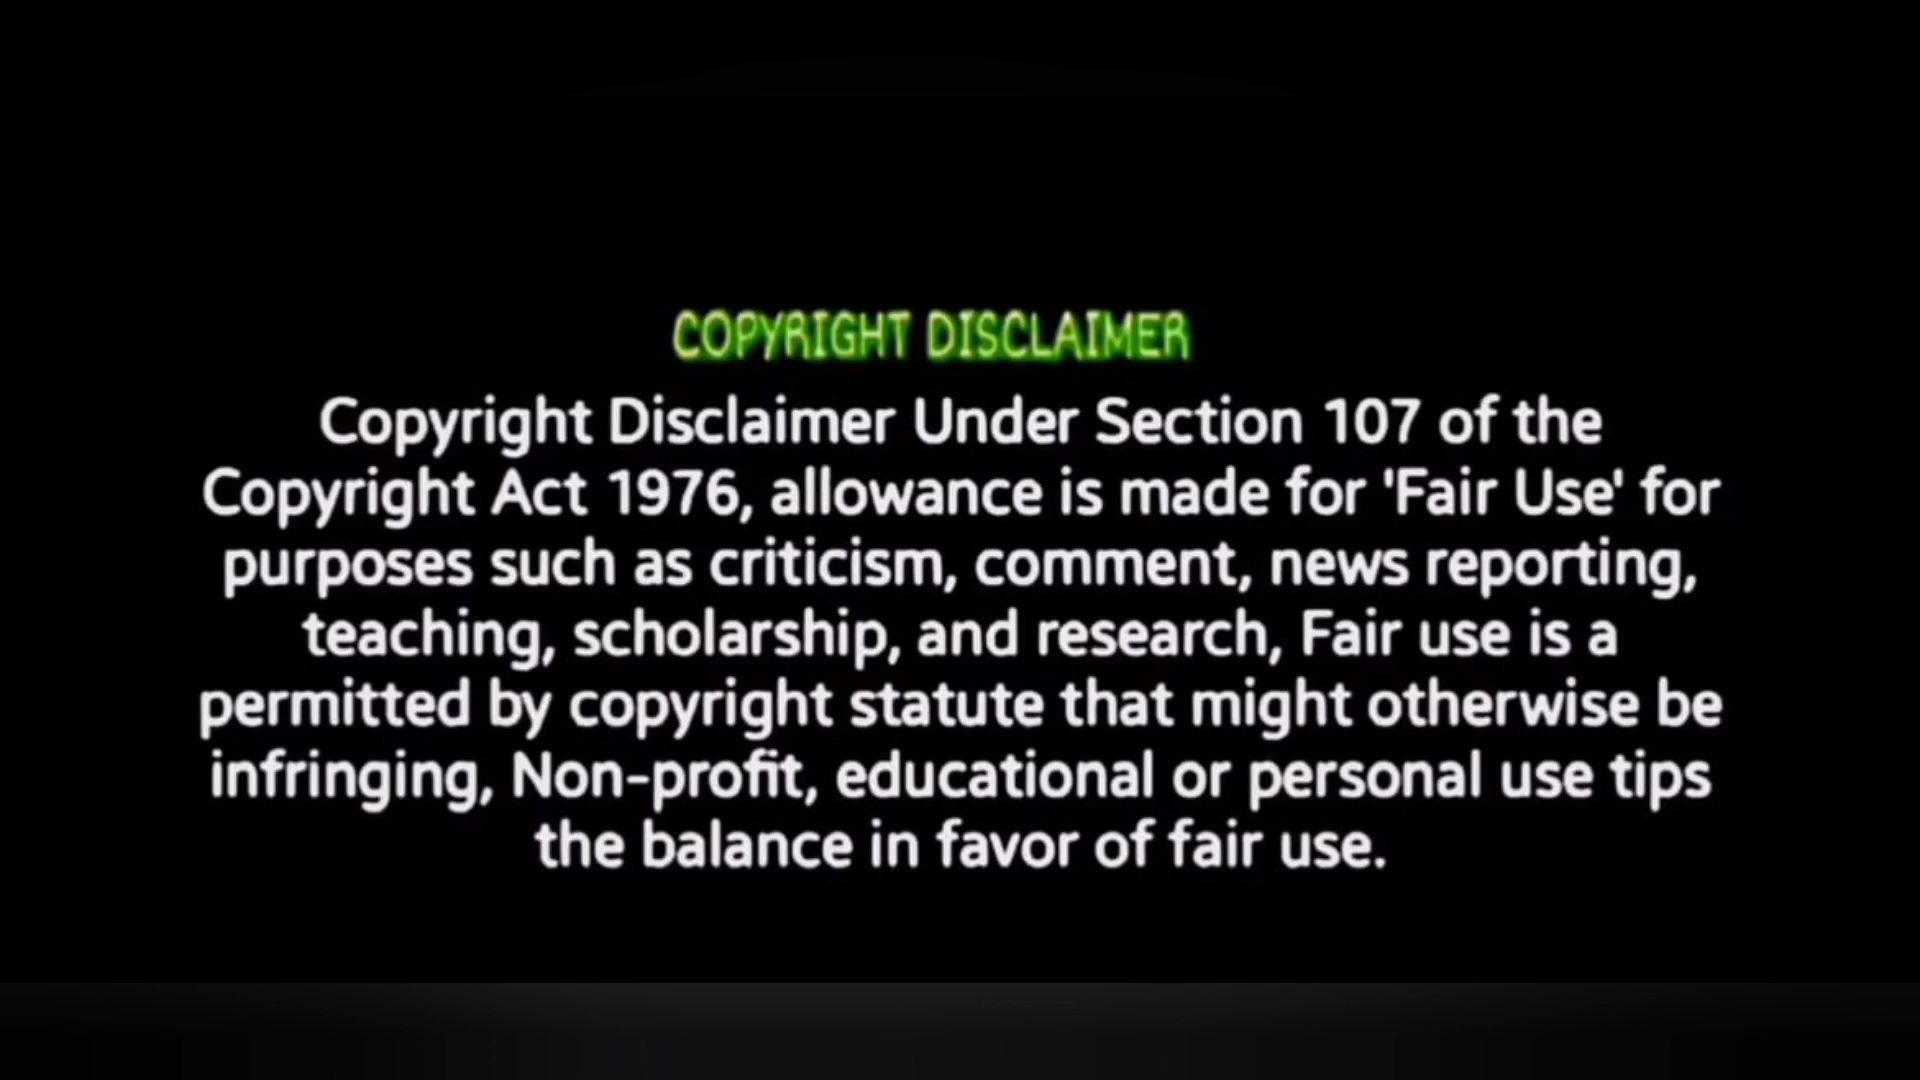 COPYRIGHT DISCLAIMER
Copyright Disclaimer Under Section 107 of the
Copyright Act 1976, allowance is made for 'Fair Use' for
purposes such as criticism, comment, news reporting,
teaching, scholarship, and research, Fair use is a
permitted by copyright statute that might otherwise be
infringing, Non-profit, educational or personal use tips
the balance in favor of fair use.